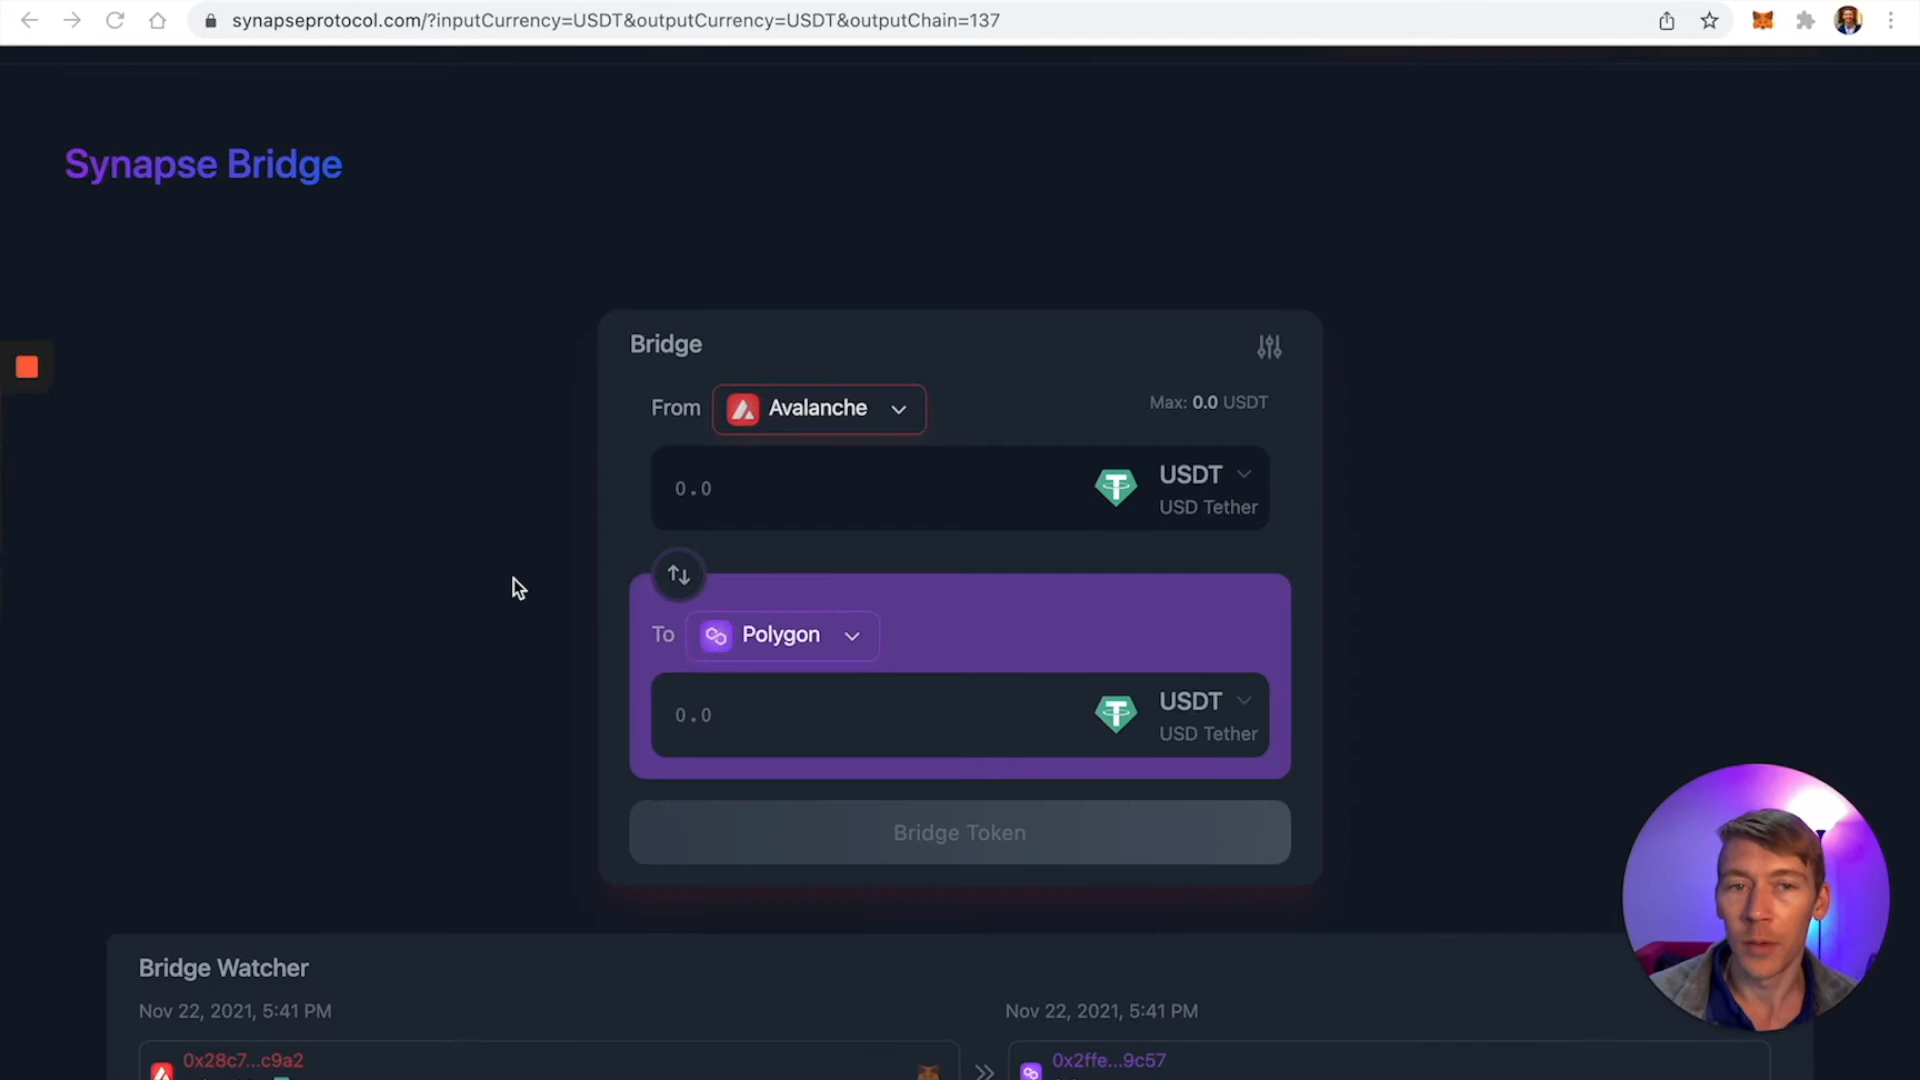 synapseprotocol.com/?inputCurrency=USDT&outputCurrency=USDT&outputChain=137
Synapse Bridge
Bridge
From Avalanche Max: 0.0 USDT
0.0 USDT
USD Tether
To Polygon
0.0 USDT
USD Tether
Bridge Token
Bridge Watcher
Nov 22, 2021, 5:41 PM Nov 22, 2021, 5:41 PM
0x28c7...c9a2 0x2ffe...9c57